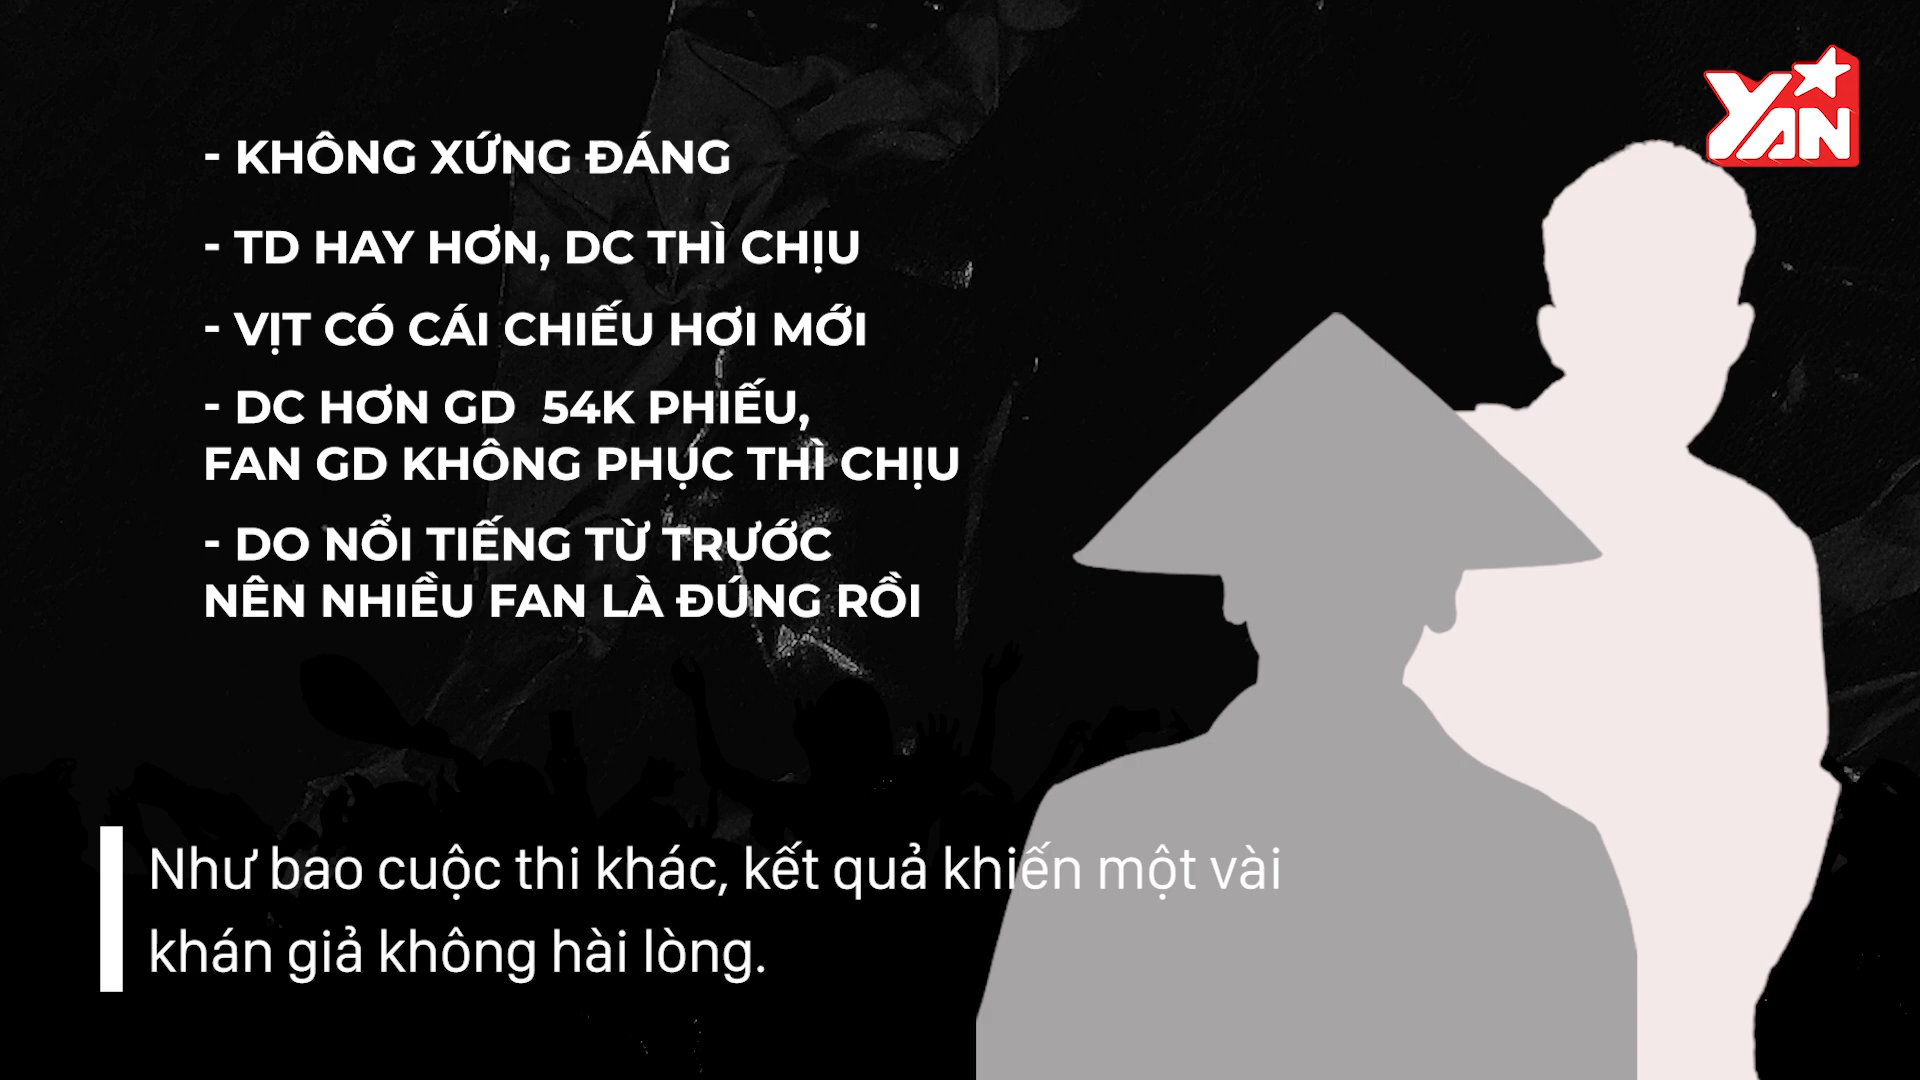 YAN
- KHÔNG XỨNG ĐÁNG
- TD HAY HƠN, DC THÌ CHỊU
- VỊT CÓ CÁI CHIẾU HƠI MỚI
- DC HƠN GD 54K PHIẾU,
FAN GD KHÔNG PHỤC THÌ CHỊU
- DO NỔI TIẾNG TỪ TRƯỚC
NÊN NHIỀU FAN LÀ ĐÚNG RỒI
Như bao cuộc thi khác, kết quả khiến một vài
khán giả không hài lòng.